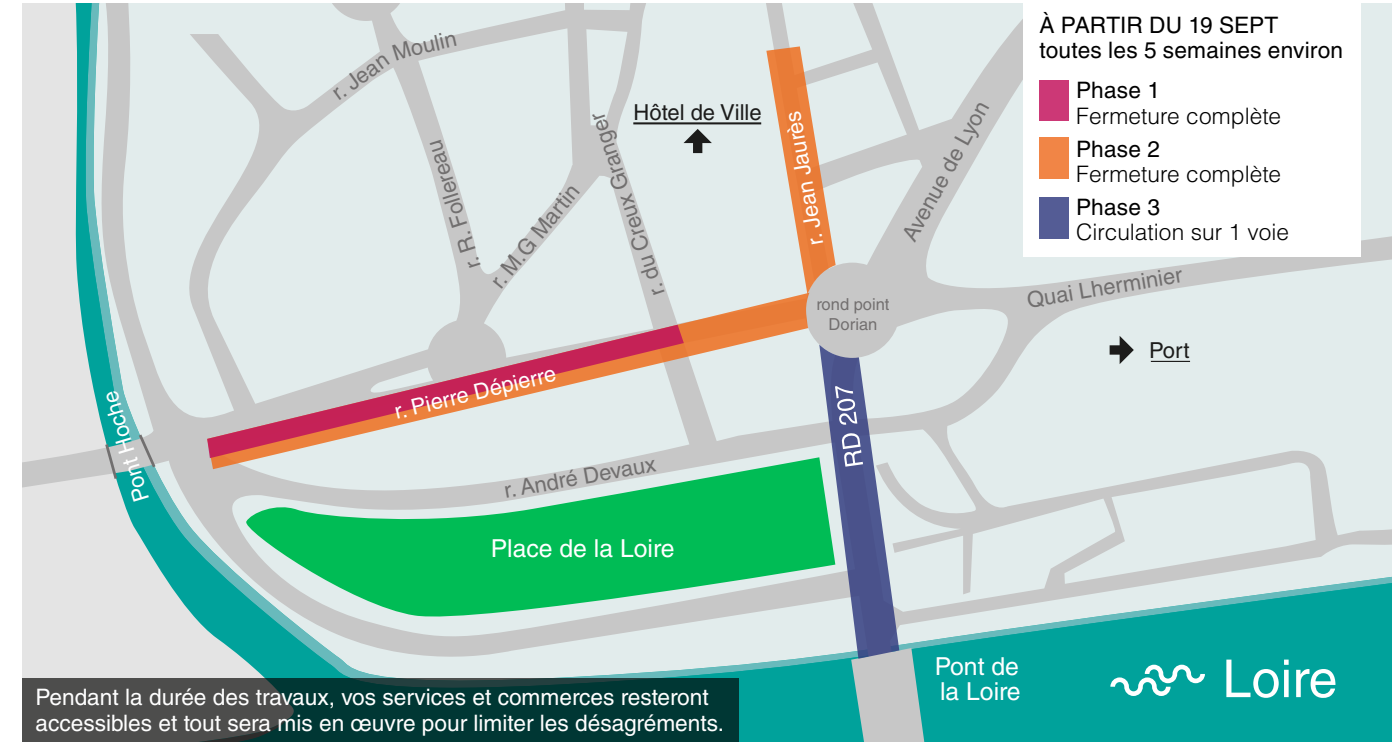 À PARTIR DU 19 SEPT
toutes les 5 semaines environ
Phase 1
Fermeture complète
Phase 2
Fermeture complète
Phase 3
Circulation sur 1 voie
r. Jean Moulin
Hôtel de Ville
r. R. Follereau
r. M.G Martin
r. du Creux Granger
r. Jean Jaurès
Avenue de Lyon
rond point
Dorian
Quai Lherminier
Port
r. Pierre Dépierre
Pont Hoche
RD 207
r. André Devaux
Place de la Loire
Pont de
la Loire
Loire
Pendant la durée des travaux, vos services et commerces resteront
accessibles et tout sera mis en œuvre pour limiter les désagréments.